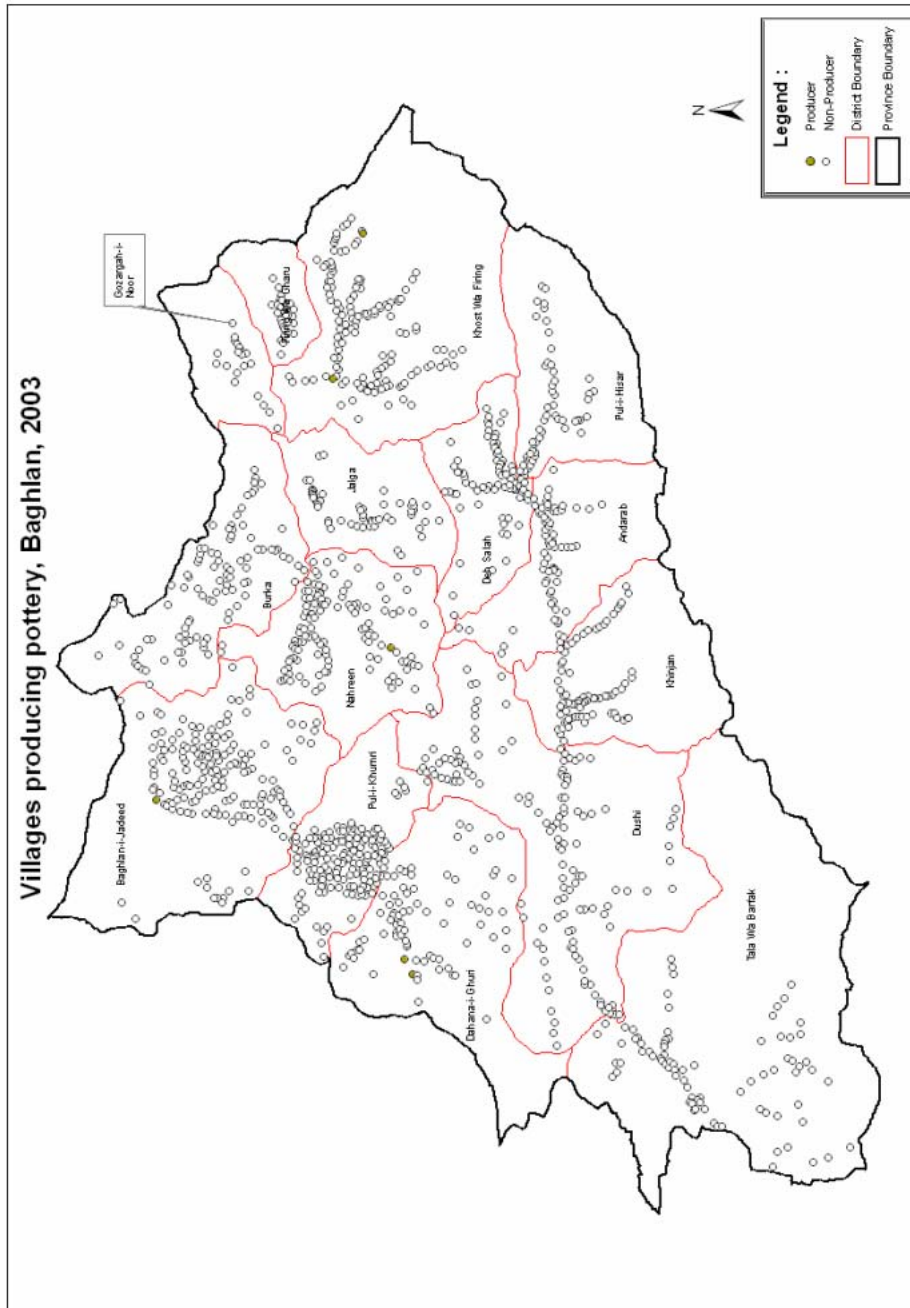 Villages producing pottery, Baghlan, 2003
Gozargah-i-
Noor
Baghlan-i-Jadeed
Burka
Jalga
Khost Wa Firing
Nahreen
Pul-i-Khumri
Deh Salah
Pul-i-Hisar
Andarab
Khinjan
Dushi
Dahana-i-Ghuri
Tala Wa Barfak
N
Legend :
Producer
Non-Producer
District Boundary
Province Boundary